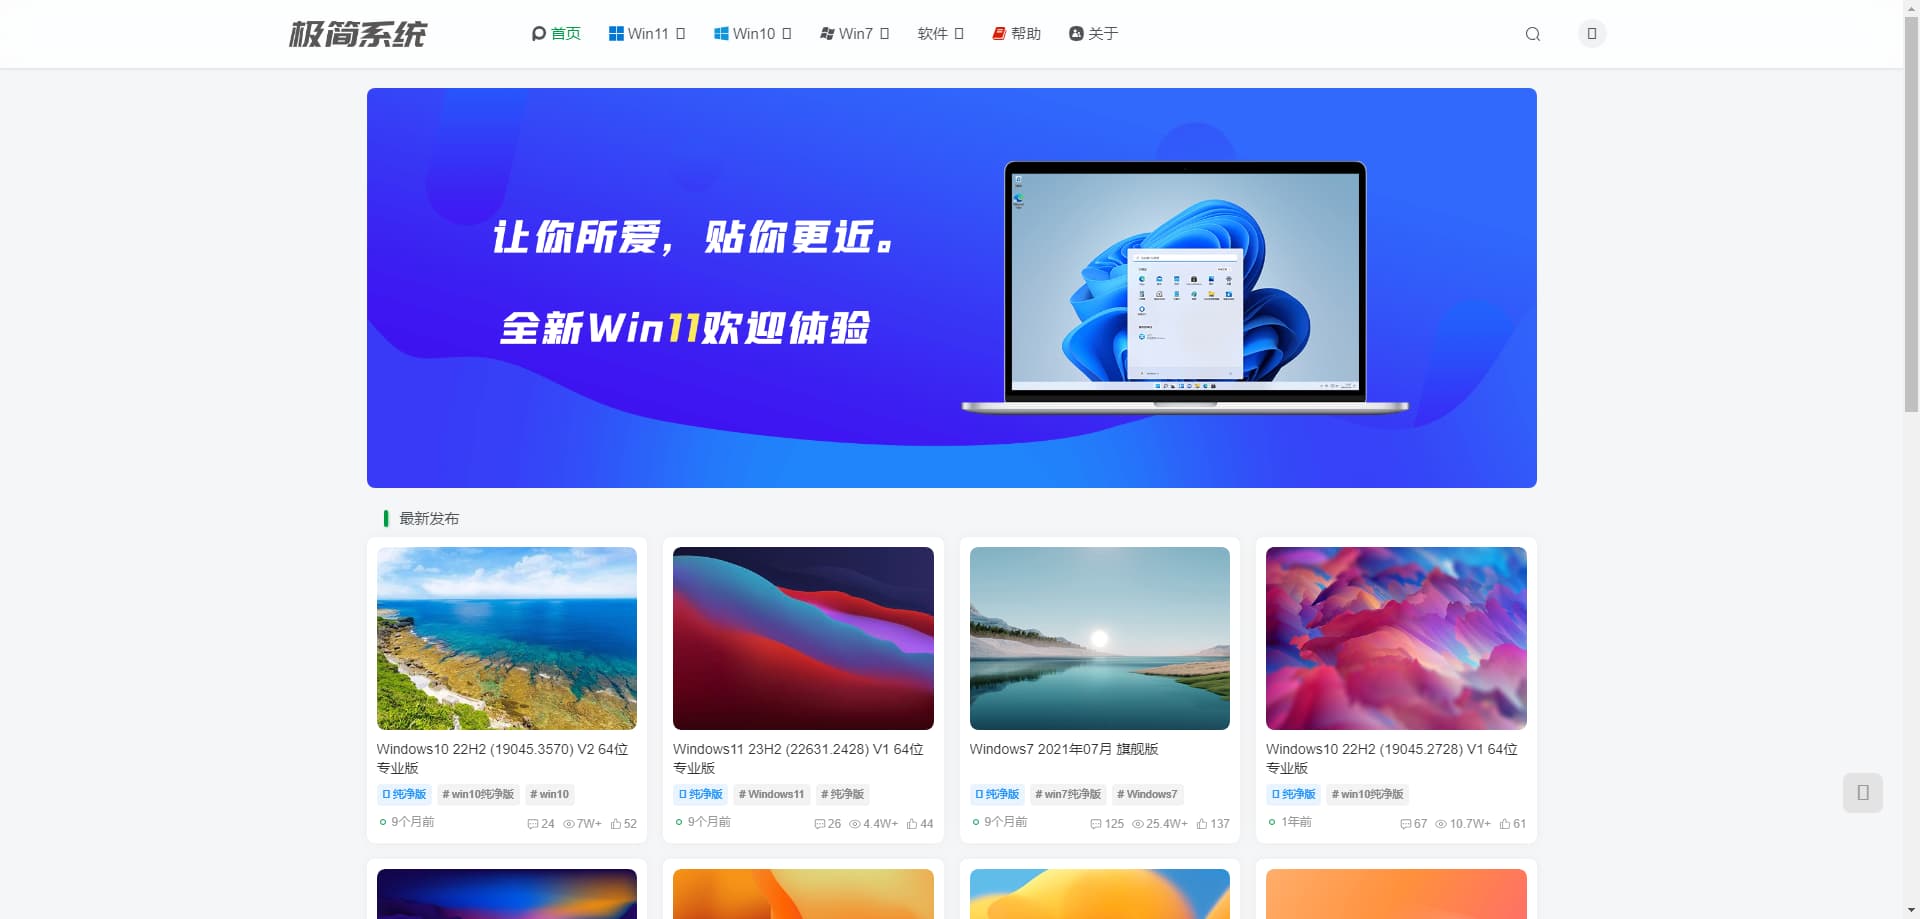 极简系统
首页
Win11
Win10
Win7
软件
帮助
关于
让你所爱，贴你更近。
全新Win11欢迎体验
最新发布
Windows10 22H2 (19045.3570) V2 64位
专业版
纯净版 # win10纯净版 # win10
9个月前 24 7W+ 52
Windows11 23H2 (22631.2428) V1 64位
专业版
纯净版 # Windows11 # 纯净版
9个月前 26 4.4W+ 44
Windows7 2021年07月 旗舰版
纯净版 # win7纯净版 # Windows7
9个月前 125 25.4W+ 137
Windows10 22H2 (19045.2728) V1 64位
专业版
纯净版 # win10纯净版
1年前 67 10.7W+ 61